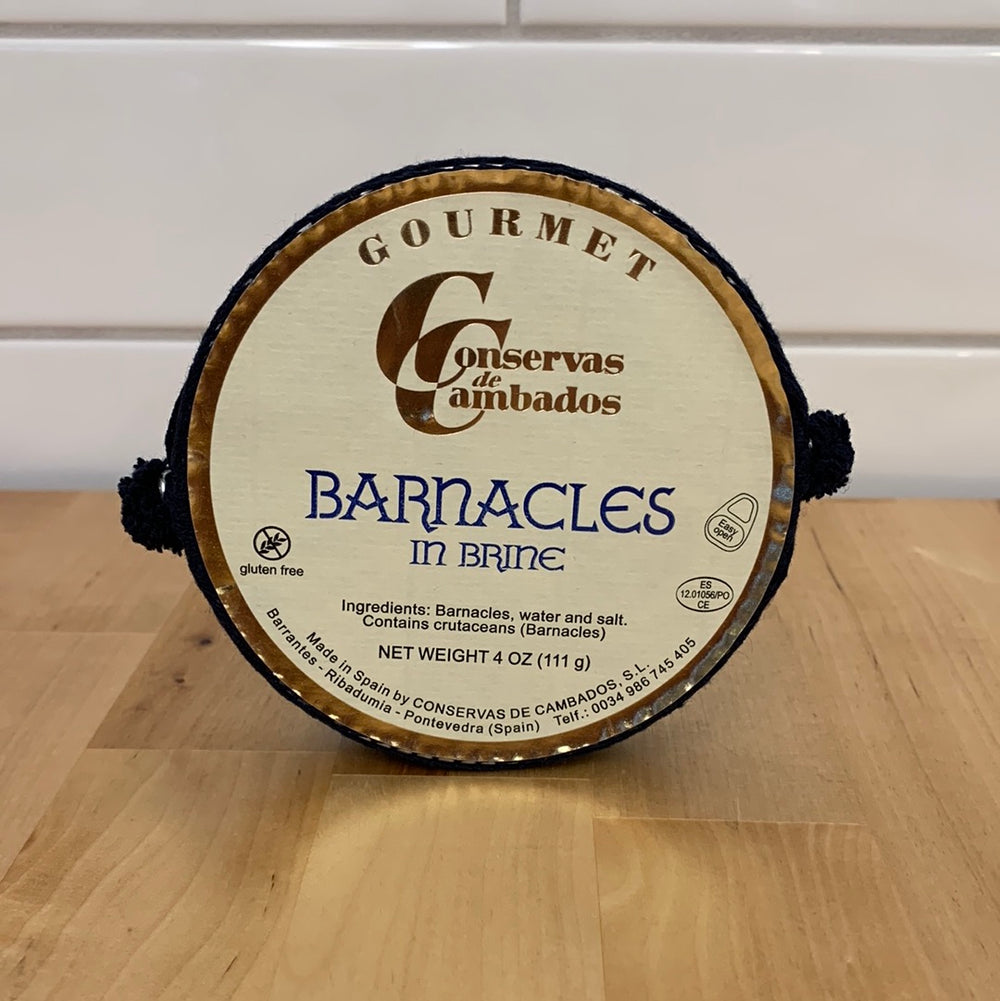 GOURMET
Conservas
de
Cambados
BARNACLES
IN BRINE
Easy
open
gluten free
ES
12.01056/PO
CE
Ingredients: Barnacles, water and salt.
Contains crutaceans (Barnacles)
NET WEIGHT 4 OZ (111 g)
Made in Spain by CONSERVAS DE CAMBADOS, S.L.
Barrantes - Ribadumia - Pontevedra (Spain) Telf.: 0034 986 745 405